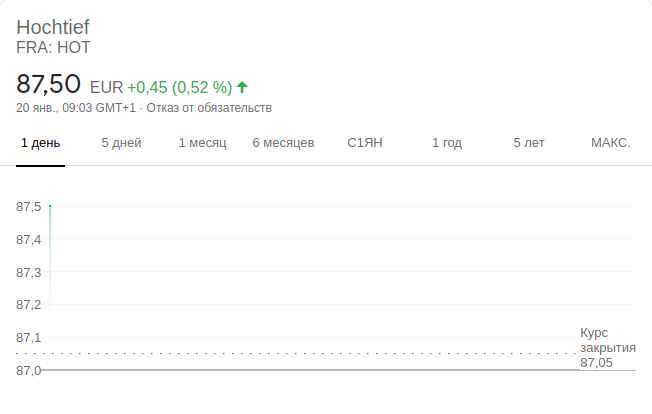 Hochtief
FRA: HOT
87,50 EUR +0,45 (0,52 %)
20 янв., 09:03 GMT+1 · Отказ от обязательств
1 день 5 дней 1 месяц 6 месяцев С1ЯН 1 год 5 лет МАКС.
87,5
87,4
87,3
87,2
87,1
87,0
Курс
закрытия
87,05